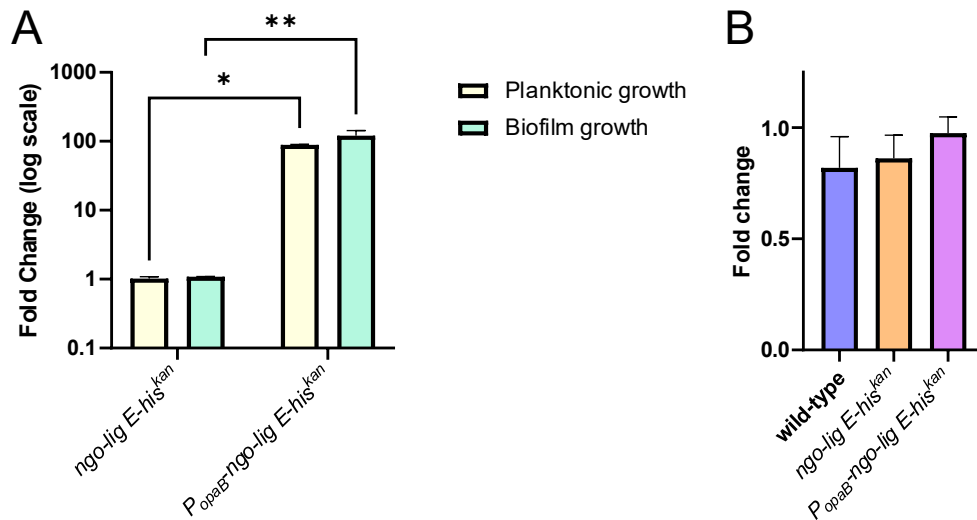 A
**
*
1000
100
10
1
0.1
Fold Change (log scale)
ngo-lig E-his^kan
P_opaB-ngo-lig E-his^kan
Planktonic growth
Biofilm growth
B
1.0
0.5
0.0
Fold change
wild-type
ngo-lig E-his^kan
P_opaB-ngo-lig E-his^kan